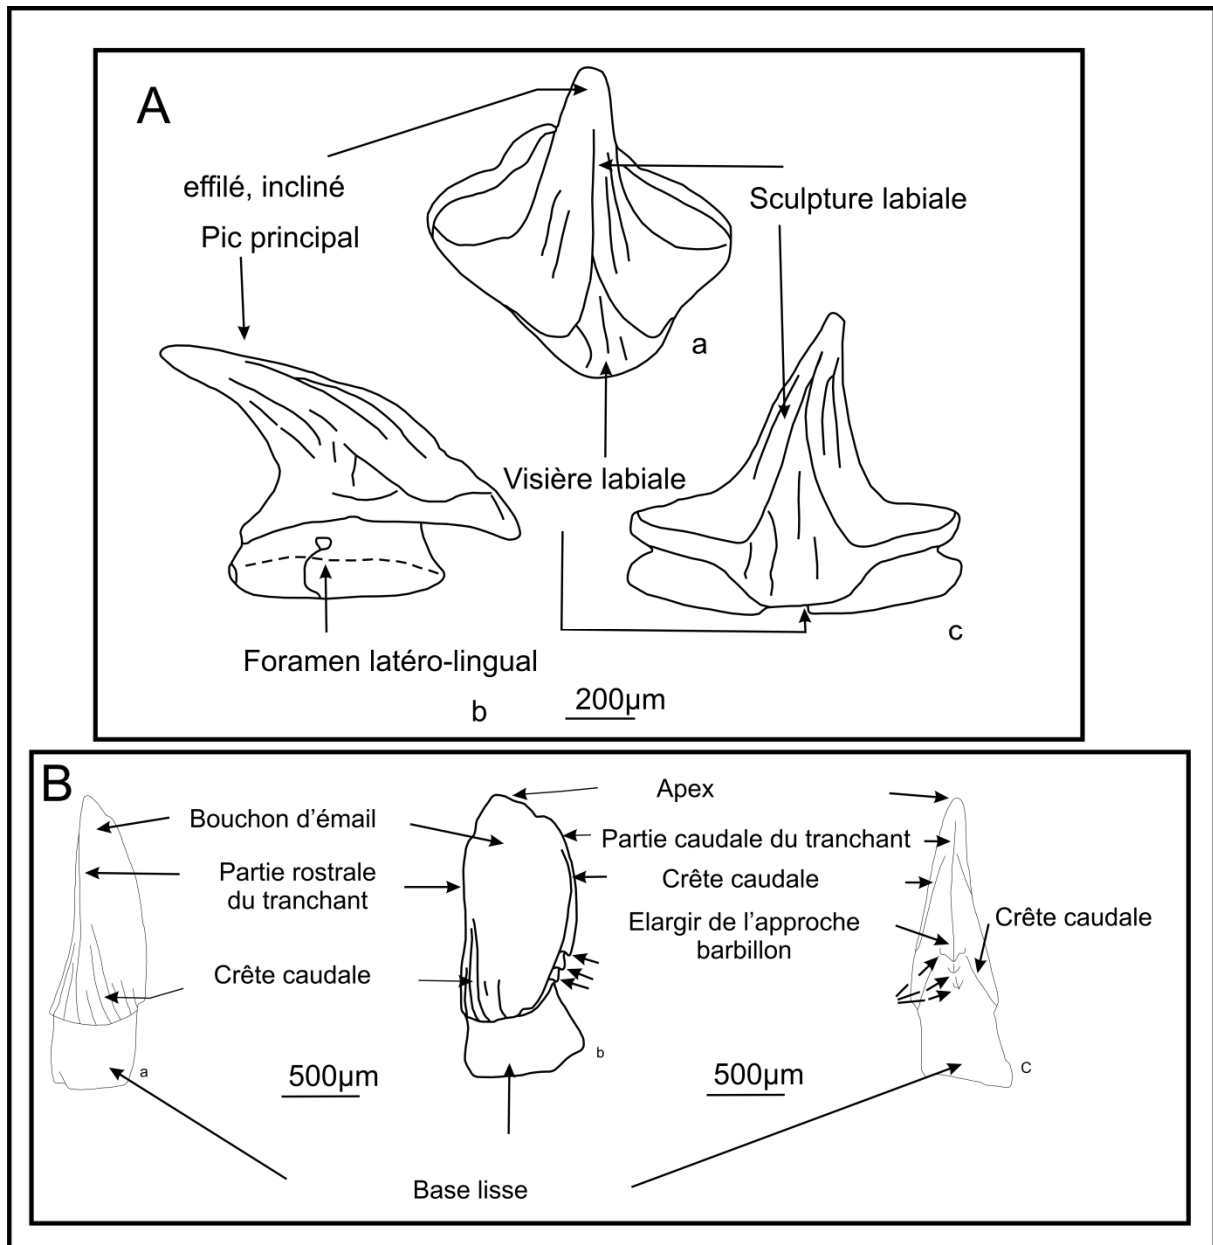 A
effilé, incliné
Pic principal
Sculpture labiale
a
Visière labiale
c
Foramen latéro-lingual
b
200µm
B
Apex
Bouchon d'émail
Partie caudale du tranchant
Partie rostrale
du tranchant
Crête caudale
Elargir de l'approche
barbillon
Crête caudale
Crête caudale
a
b
C
500µm
500µm
Base lisse